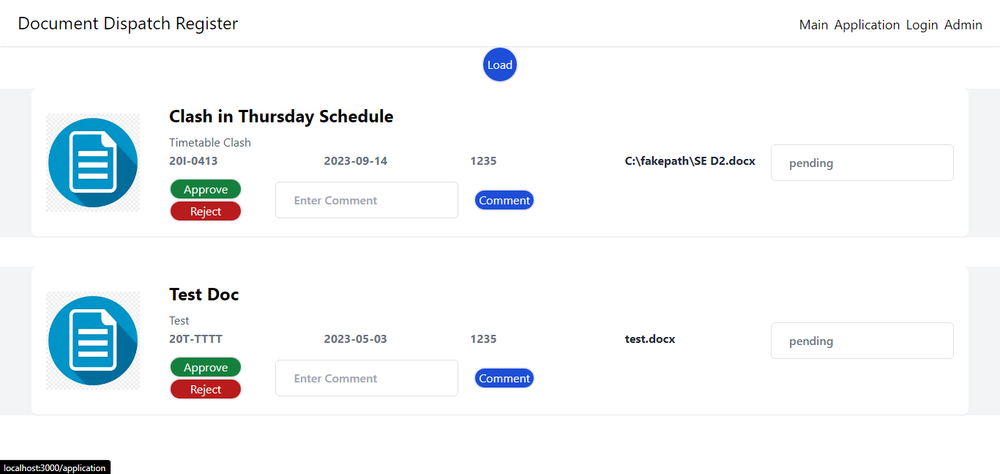 Document Dispatch Register
Main Application Login Admin
Load
Clash in Thursday Schedule
Timetable Clash
20I-0413 2023-09-14 1235 C:\fakepath\SE D2.docx pending
Approve
Reject
Enter Comment
Comment
Test Doc
Test
20T-TTTT 2023-05-03 1235 test.docx pending
Approve
Reject
Enter Comment
Comment
localhost:3000/application